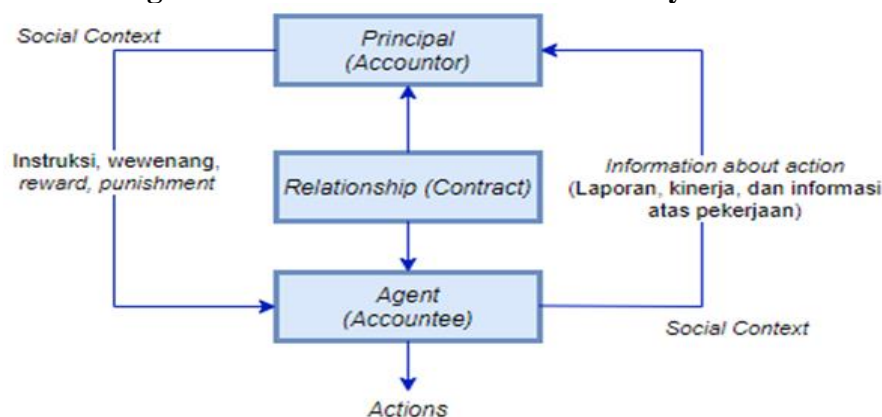 Social Context
Principal
(Accountor)
Instruksi, wewenang,
reward, punishment
Relationship (Contract)
Information about action
(Laporan, kinerja, dan informasi
atas pekerjaan)
Agent
(Accountee)
Social Context
Actions